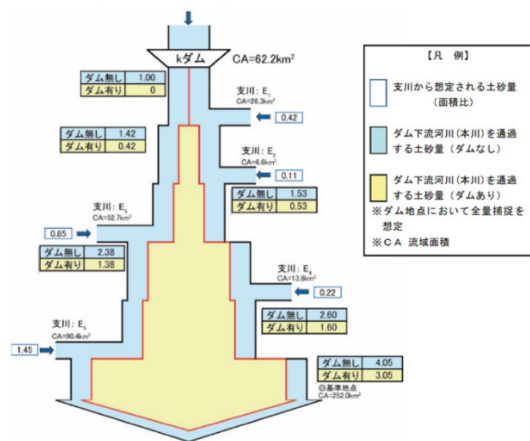 kダム
CA=62.2km²
ダム無し 1.00
ダム有り 0
支川：E₁
CA=26.3km²
0.42
ダム無し 1.42
ダム有り 0.42
支川：E₂
CA=6.6km²
0.11
ダム無し 1.53
ダム有り 0.53
支川：E₃
CA=52.7km²
0.85
ダム無し 2.38
ダム有り 1.38
支川：E₄
CA=13.8km²
0.22
ダム無し 2.60
ダム有り 1.60
支川：E₅
CA=90.4km²
1.45
ダム無し 4.05
ダム有り 3.05
◎基準地点
CA=252.0km²
【凡 例】
支川から想定される土砂量
（面積比）
ダム下流河川（本川）を通過
する土砂量（ダムなし）
ダム下流河川（本川）を通過
する土砂量（ダムあり）
※ダム地点において全量捕捉を
想定
※ＣＡ 流域面積